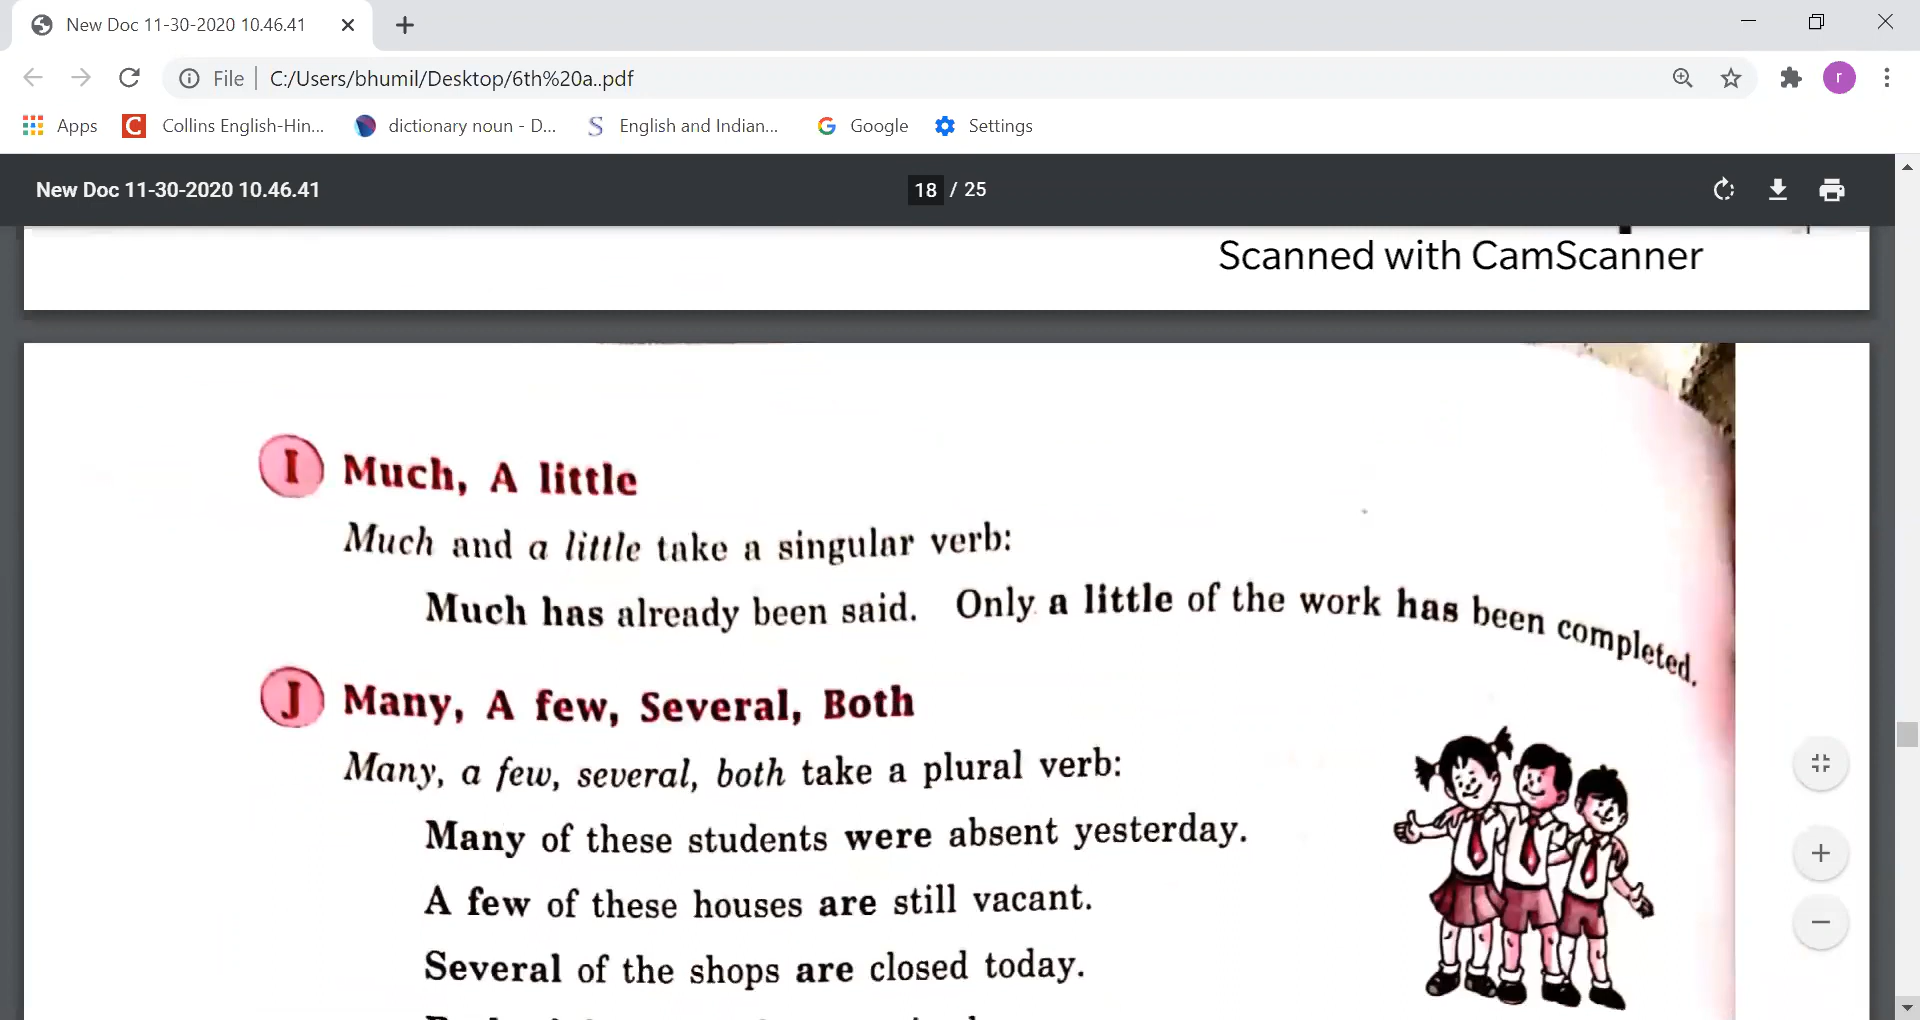 New Doc 11-30-2020 10.46.41
File
C:/Users/bhumil/Desktop/6th%20a..pdf
r
Apps
Collins English-Hin...
dictionary noun - D...
English and Indian...
Google
Settings
New Doc 11-30-2020 10.46.41
18 / 25
Scanned with CamScanner
I Much, A little
Much and a little take a singular verb:
Much has already been said. Only a little of the work has been completed.
J Many, A few, Several, Both
Many, a few, several, both take a plural verb:
Many of these students were absent yesterday.
A few of these houses are still vacant.
Several of the shops are closed today.